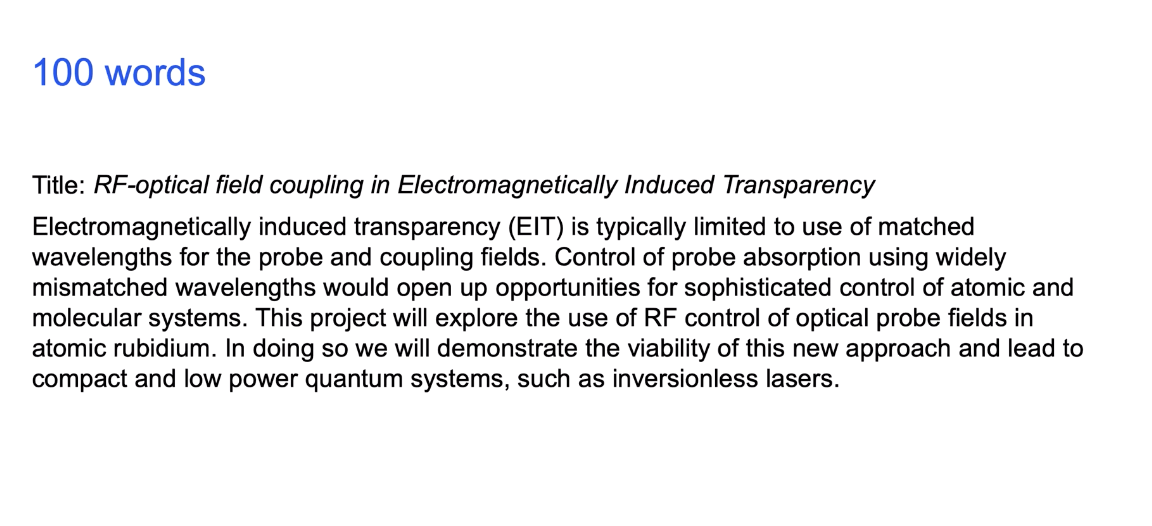 100 words
Title: RF-optical field coupling in Electromagnetically Induced Transparency
Electromagnetically induced transparency (EIT) is typically limited to use of matched
wavelengths for the probe and coupling fields. Control of probe absorption using widely
mismatched wavelengths would open up opportunities for sophisticated control of atomic and
molecular systems. This project will explore the use of RF control of optical probe fields in
atomic rubidium. In doing so we will demonstrate the viability of this new approach and lead to
compact and low power quantum systems, such as inversionless lasers.